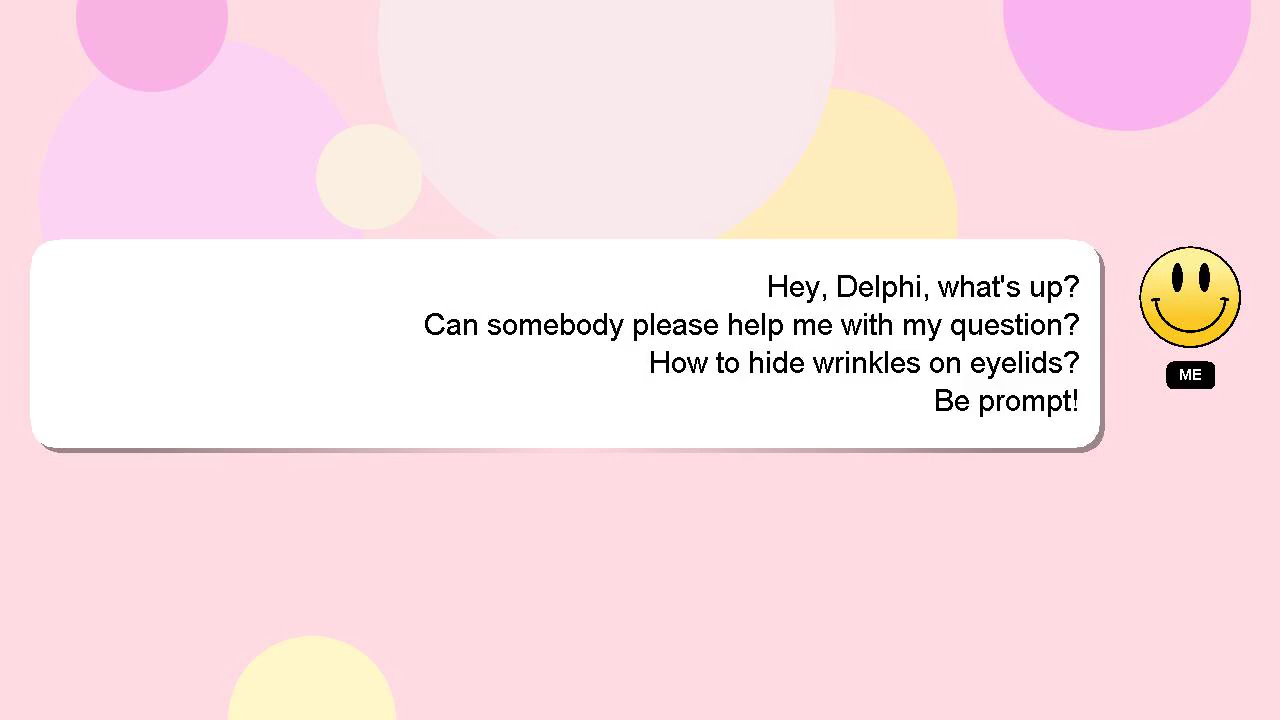 Hey, Delphi, what's up?
Can somebody please help me with my question?
How to hide wrinkles on eyelids?
Be prompt!
ME